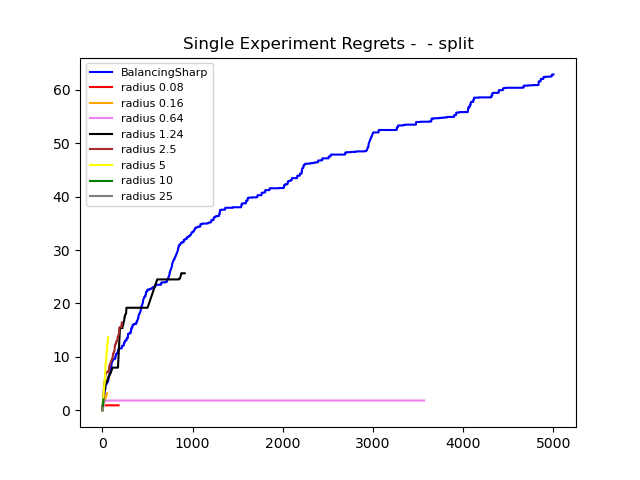 Single Experiment Regrets -  - split
BalancingSharp
radius 0.08
radius 0.16
radius 0.64
radius 1.24
radius 2.5
radius 5
radius 10
radius 25
60
50
40
30
20
10
0
0 1000 2000 3000 4000 5000